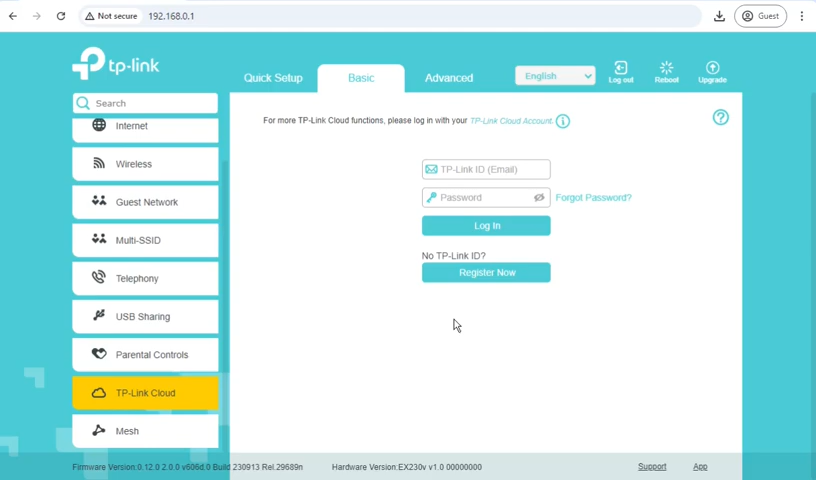 Not secure 192.168.0.1 Guest
tp-link
Quick Setup Basic Advanced English Log out Reboot Upgrade
Search
Internet
Wireless
Guest Network
Multi-SSID
Telephony
USB Sharing
Parental Controls
TP-Link Cloud
Mesh
For more TP-Link Cloud functions, please log in with your TP-Link Cloud Account.
TP-Link ID (Email)
Password Forgot Password?
Log In
No TP-Link ID?
Register Now
Firmware Version:0.12.0 2.0.0 v606d.0 Build 230913 Rel.29689n Hardware Version:EX230v v1.0 00000000 Support App